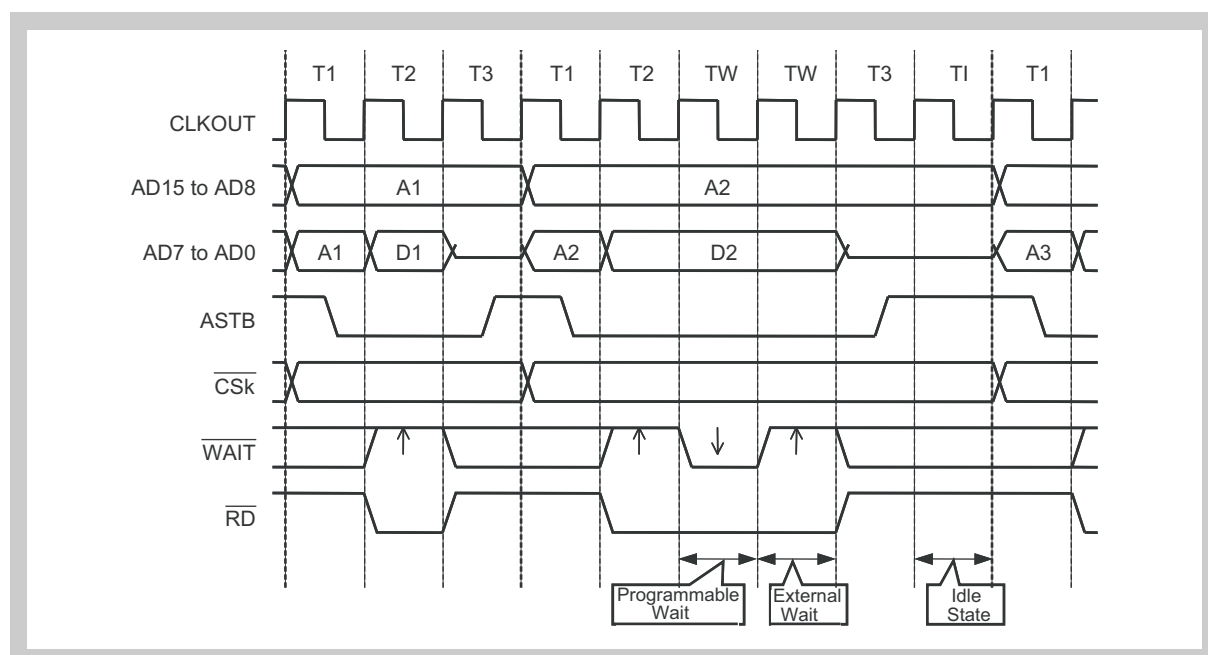 T1 T2 T3 T1 T2 TW TW T3 TI T1
CLKOUT
AD15 to AD8 A1 A2
AD7 to AD0 A1 D1 A2 D2 A3
ASTB
CSk
WAIT
RD
Programmable
Wait
External
Wait
Idle
State